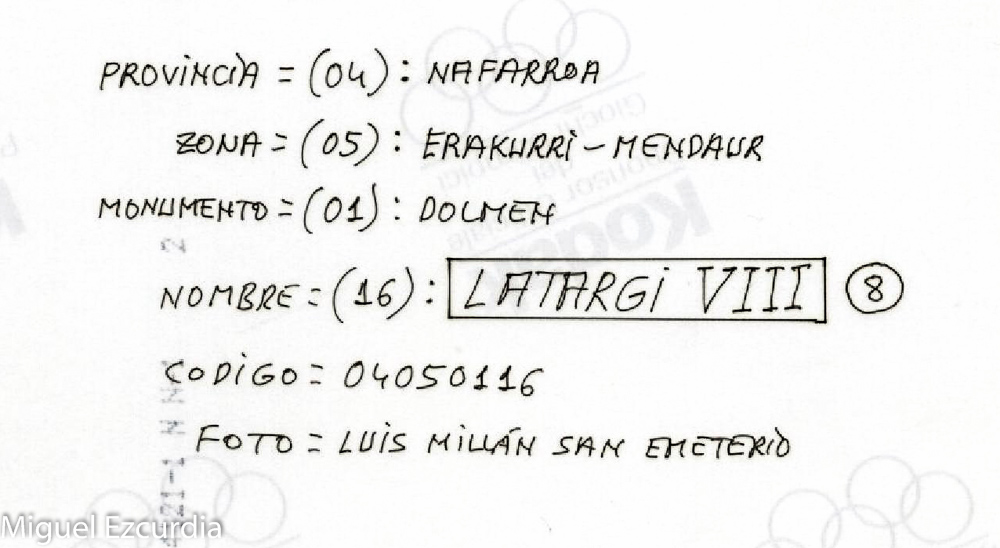 PROVINCIA = (04) : NAFARROA
ZONA = (05) : ERAKURRI - MENDAUR
MONUMENTO = (01) : DOLMEN
NOMBRE = (16) : LATARGI VIII 8
CODIGO = 04050116
FOTO = LUIS MILLÁN SAN EMETERIO
Miguel Ezcurdia